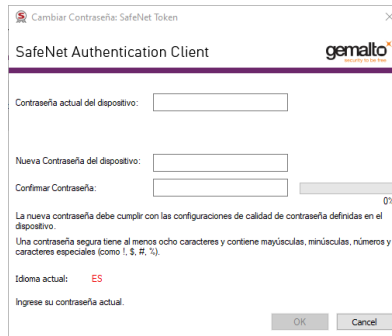 Cambiar Contraseña: SafeNet Token
SafeNet Authentication Client
gemalto
security to be free
Contraseña actual del dispositivo:
Nueva Contraseña del dispositivo:
Confirmar Contraseña:
0%
La nueva contraseña debe cumplir con las configuraciones de calidad de contraseña definidas en el
dispositivo.
Una contraseña segura tiene al menos ocho caracteres y contiene mayúsculas, minúsculas, números y
caracteres especiales (como !, $, #, %).
Idioma actual: ES
Ingrese su contraseña actual.
OK Cancel